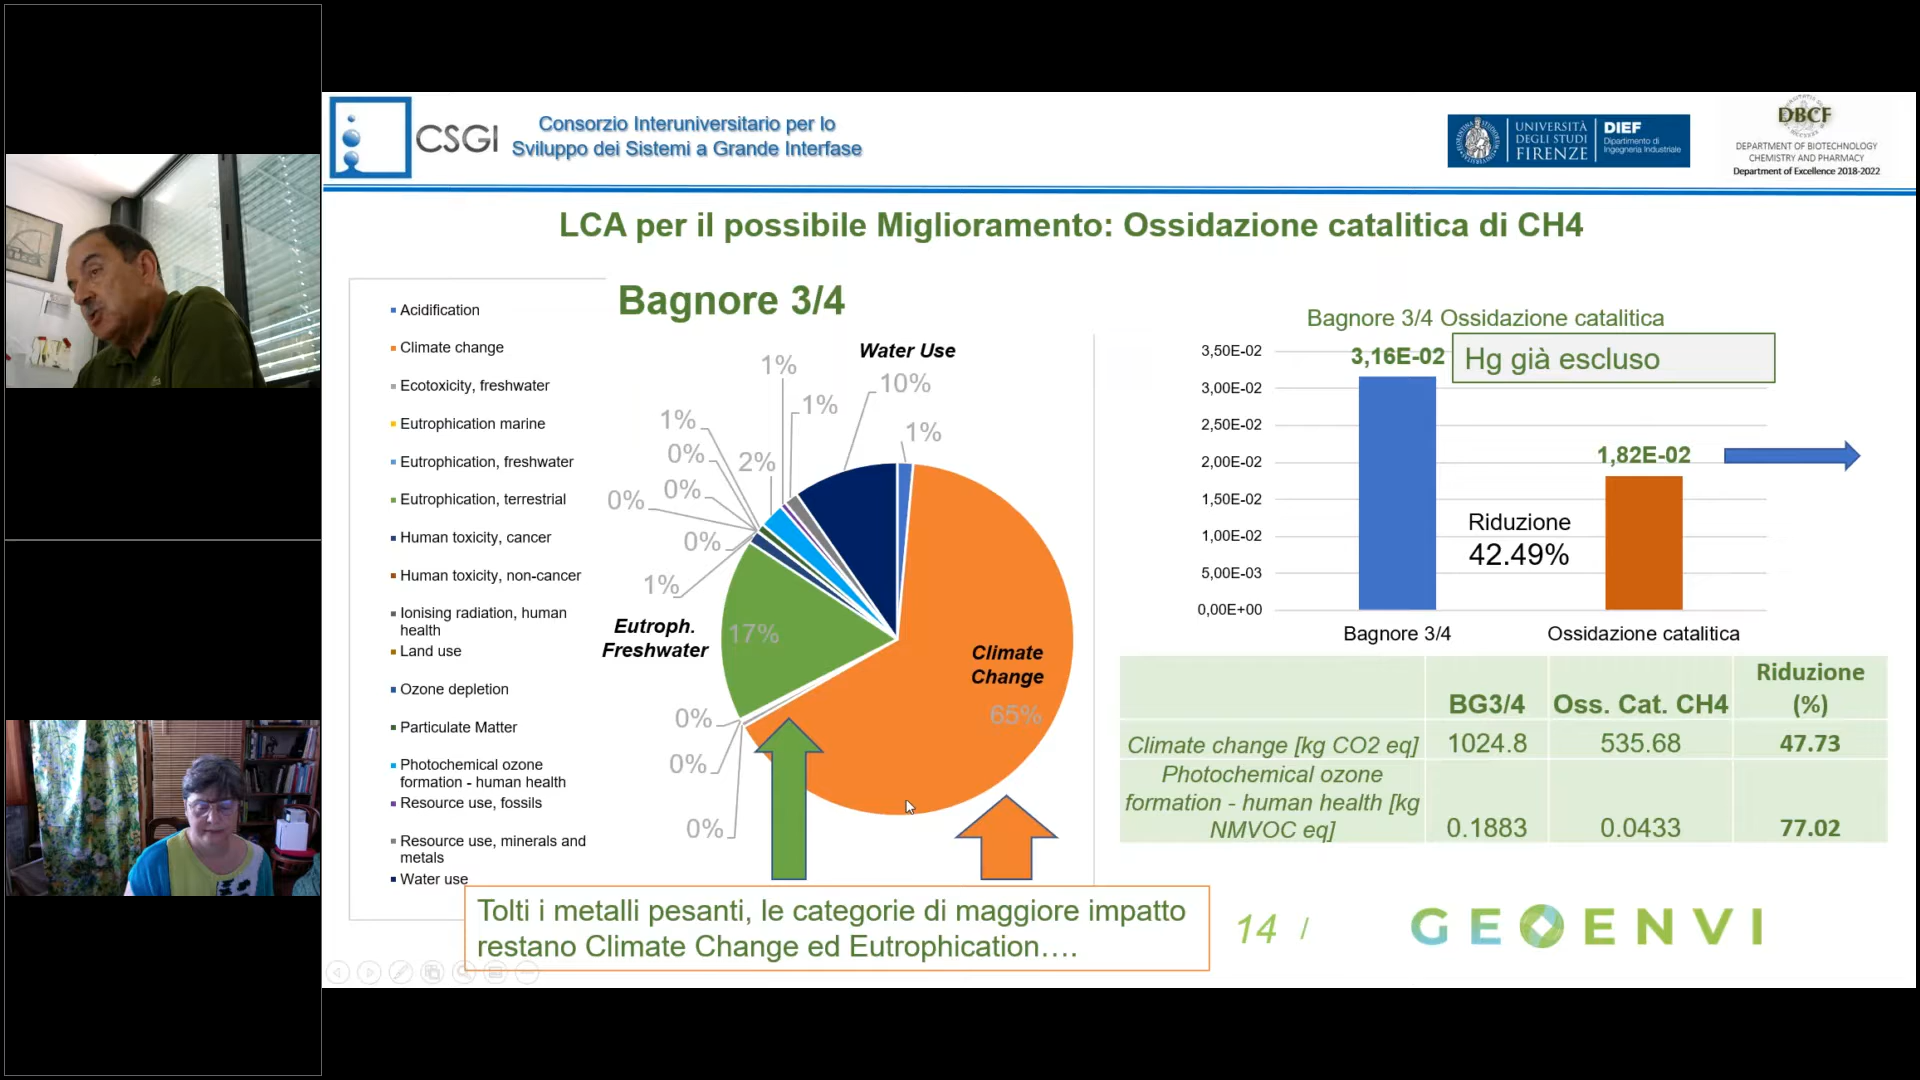 CSGI
Consorzio Interuniversitario per lo
Sviluppo dei Sistemi a Grande Interfase
UNIVERSITÀ
DEGLI STUDI
FIRENZE
DIEF
Dipartimento di
Ingegneria Industriale
DBCF
DEPARTMENT OF BIOTECHNOLOGY
CHEMISTRY AND PHARMACY
Department of Excellence 2018-2022
LCA per il possibile Miglioramento: Ossidazione catalitica di CH4
Bagnore 3/4
Acidification
Climate change
Ecotoxicity, freshwater
Eutrophication marine
Eutrophication, freshwater
Eutrophication, terrestrial
Human toxicity, cancer
Human toxicity, non-cancer
Ionising radiation, human
health
Land use
Ozone depletion
Particulate Matter
Photochemical ozone
formation - human health
Resource use, fossils
Resource use, minerals and
metals
Water use
Water Use
10%
1%
1%
1%
1%
0%
2%
0%
0%
0%
1%
Eutroph.
Freshwater
17%
Climate
Change
65%
0%
0%
0%
Bagnore 3/4 Ossidazione catalitica
Hg già escluso
3,50E-02
3,00E-02
2,50E-02
2,00E-02
1,50E-02
1,00E-02
5,00E-03
0,00E+00
3,16E-02
1,82E-02
Riduzione
42.49%
Bagnore 3/4
Ossidazione catalitica
BG3/4 Oss. Cat. CH4 Riduzione
(%)
Climate change [kg CO2 eq] 1024.8 535.68 47.73
Photochemical ozone
formation - human health [kg
NMVOC eq] 0.1883 0.0433 77.02
Tolti i metalli pesanti, le categorie di maggiore impatto
restano Climate Change ed Eutrophication….
14 /
GEOENVI